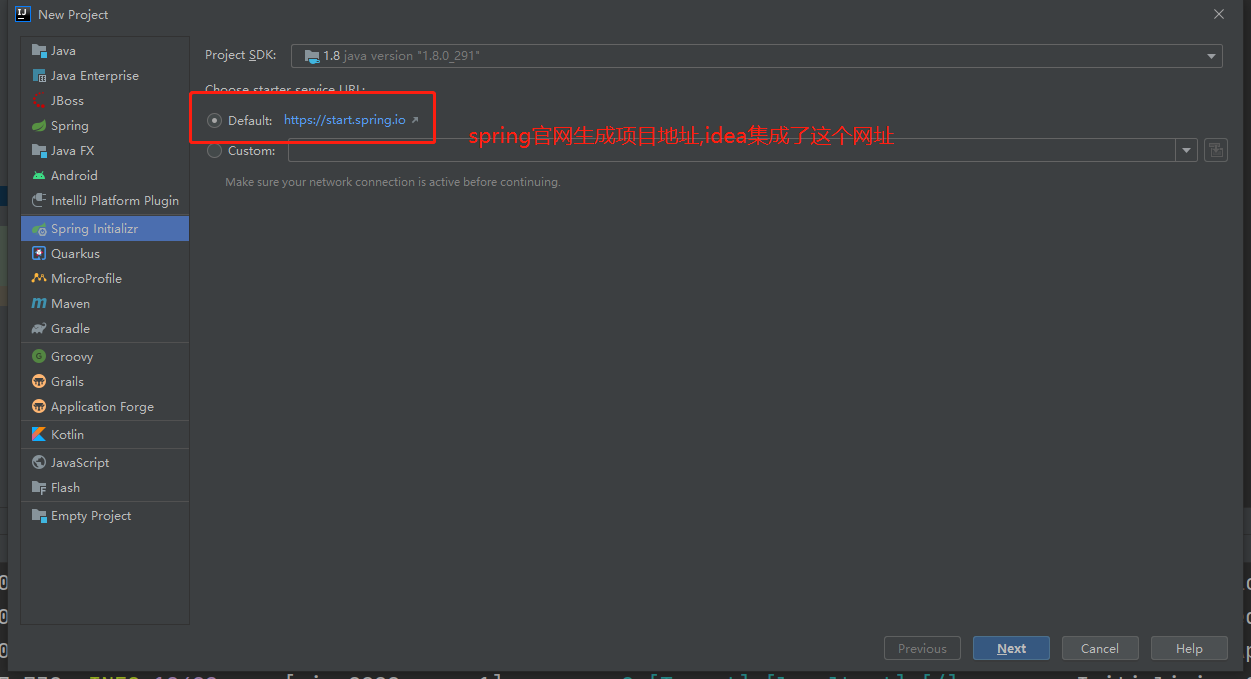 New Project
Java
Java Enterprise
JBoss
Spring
Java FX
Android
IntelliJ Platform Plugin
Spring Initializr
Quarkus
MicroProfile
Maven
Gradle
Groovy
Grails
Application Forge
Kotlin
JavaScript
Flash
Empty Project
Project SDK: 1.8 java version "1.8.0_291"
Choose starter service URL:
Default: https://start.spring.io
spring官网生成项目地址,idea集成了这个网址
Custom:
Make sure your network connection is active before continuing.
Previous Next Cancel Help